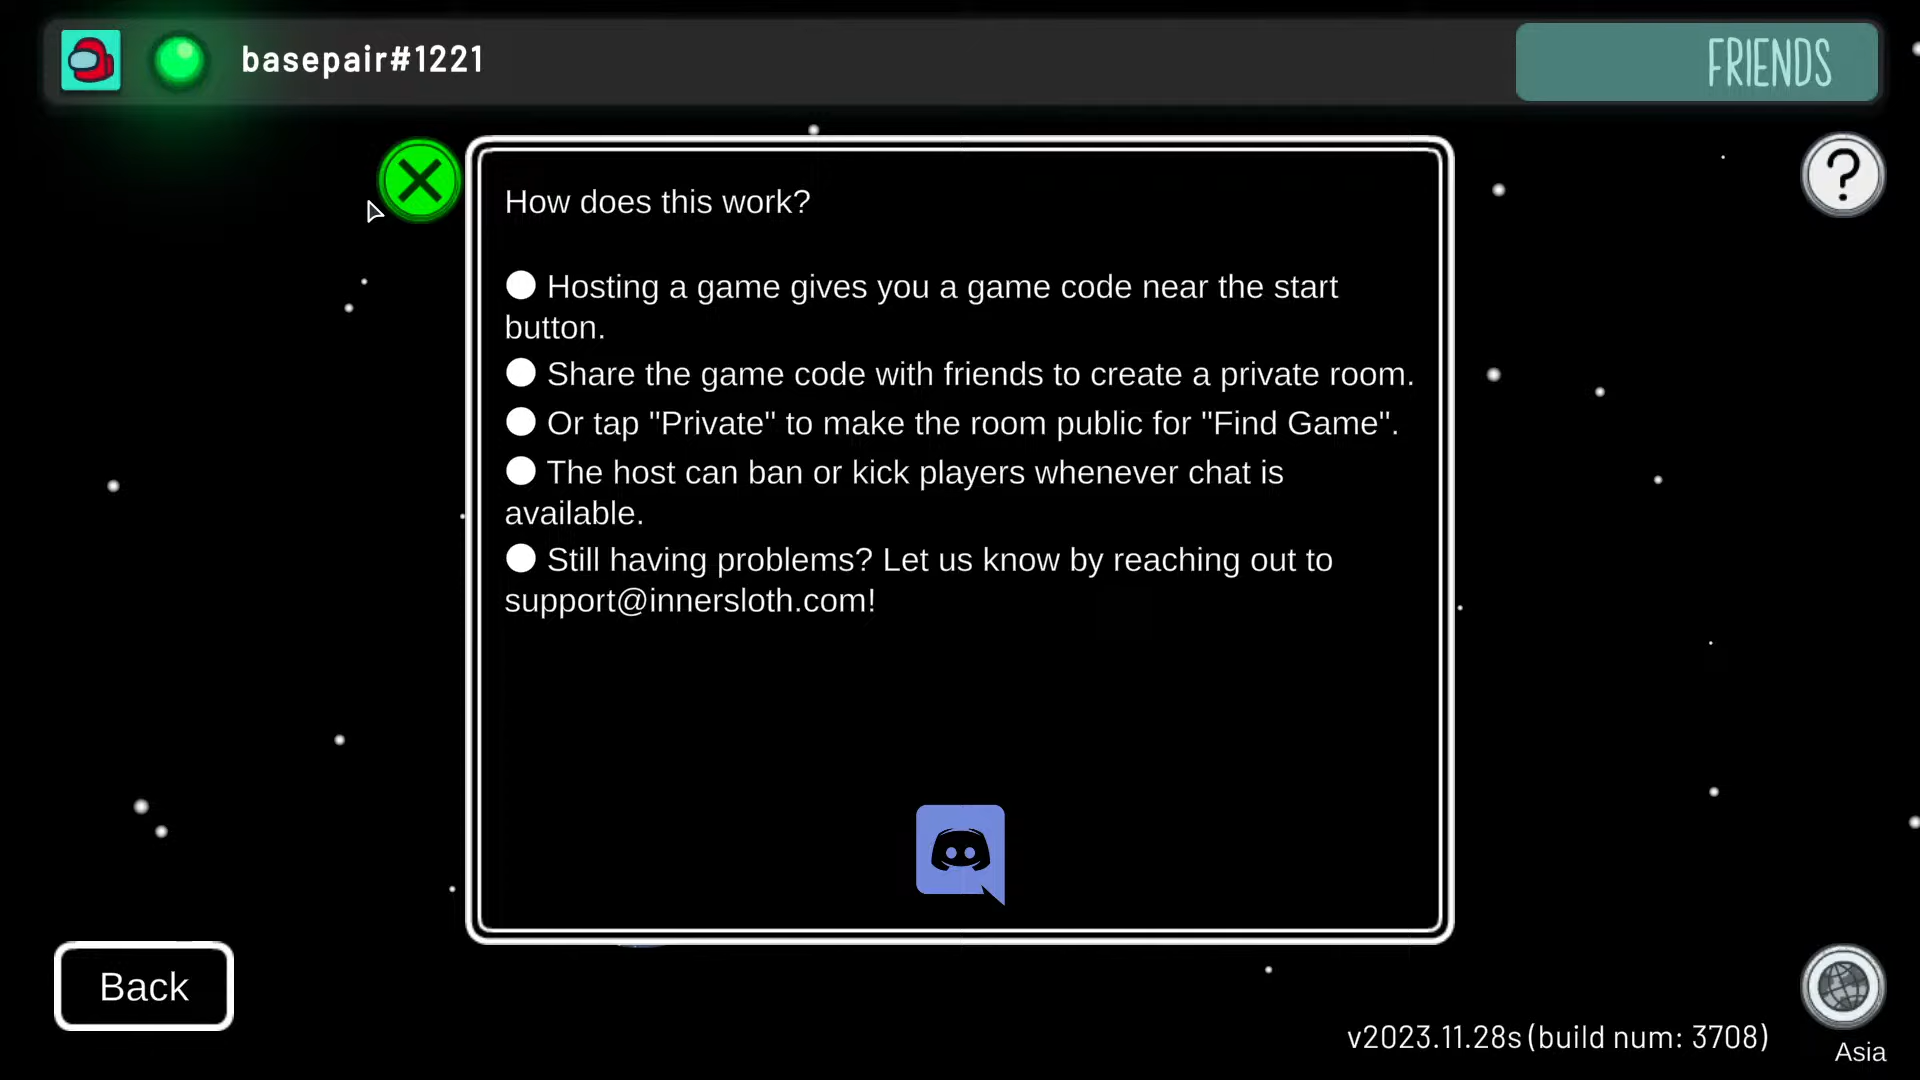 basepair#1221
FRIENDS
How does this work?
● Hosting a game gives you a game code near the start
button.
● Share the game code with friends to create a private room.
● Or tap "Private" to make the room public for "Find Game".
● The host can ban or kick players whenever chat is
available.
● Still having problems? Let us know by reaching out to
support@innersloth.com!
Back
v2023.11.28s (build num: 3708)
Asia